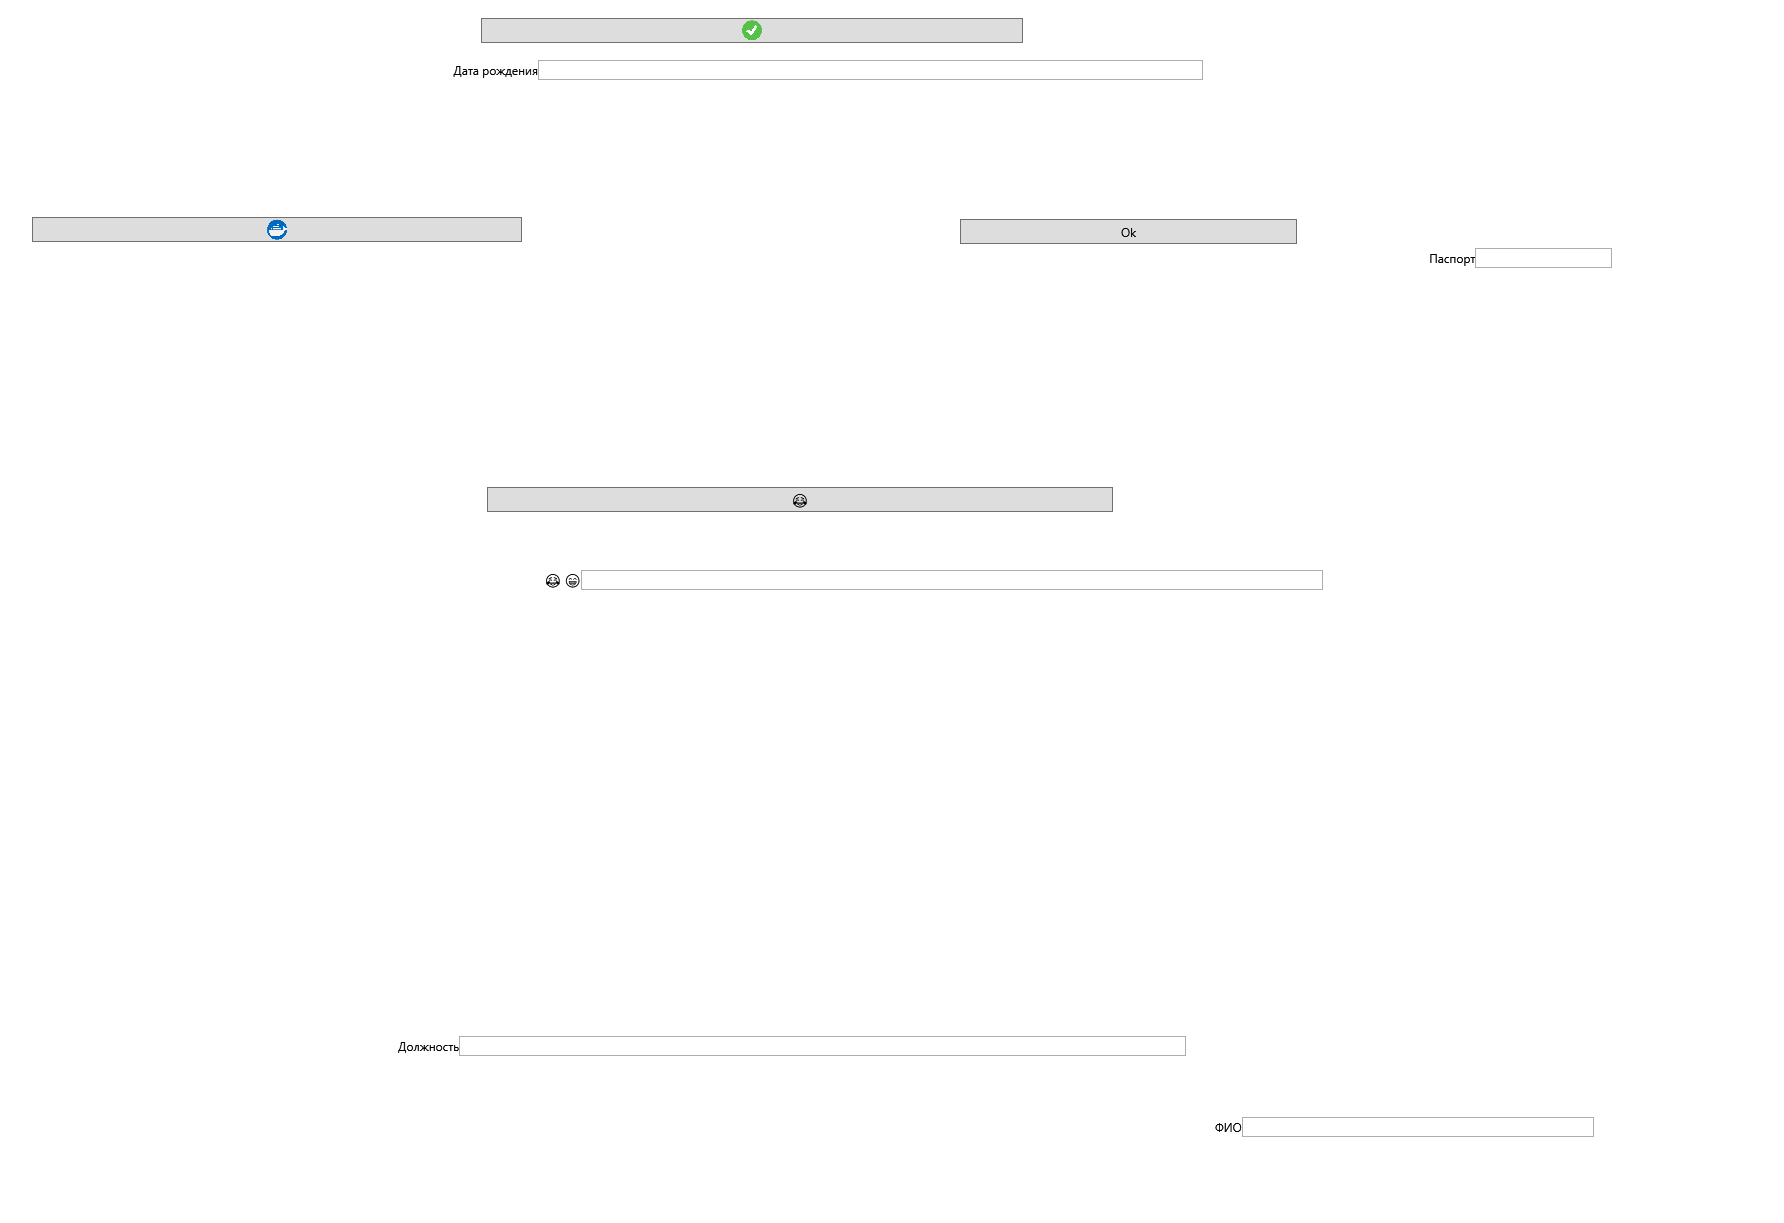 Дата рождения
Ok
Паспорт
😂
😂 😁
Должность
ФИО